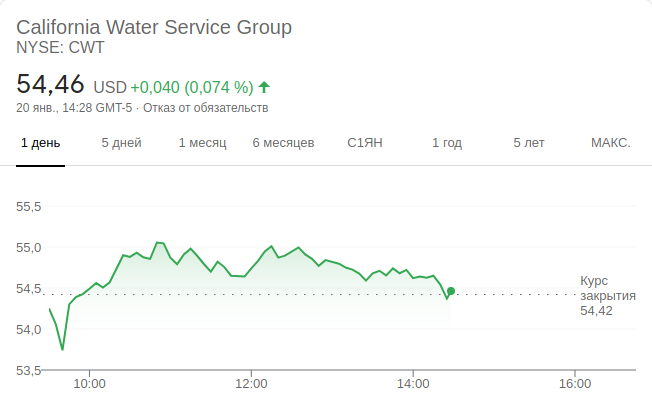 California Water Service Group
NYSE: CWT
54,46 USD +0,040 (0,074 %)
20 янв., 14:28 GMT-5 · Отказ от обязательств
1 день 5 дней 1 месяц 6 месяцев С1ЯН 1 год 5 лет МАКС.
55,5
55,0
54,5
54,0
53,5
Курс
закрытия
54,42
10:00 12:00 14:00 16:00